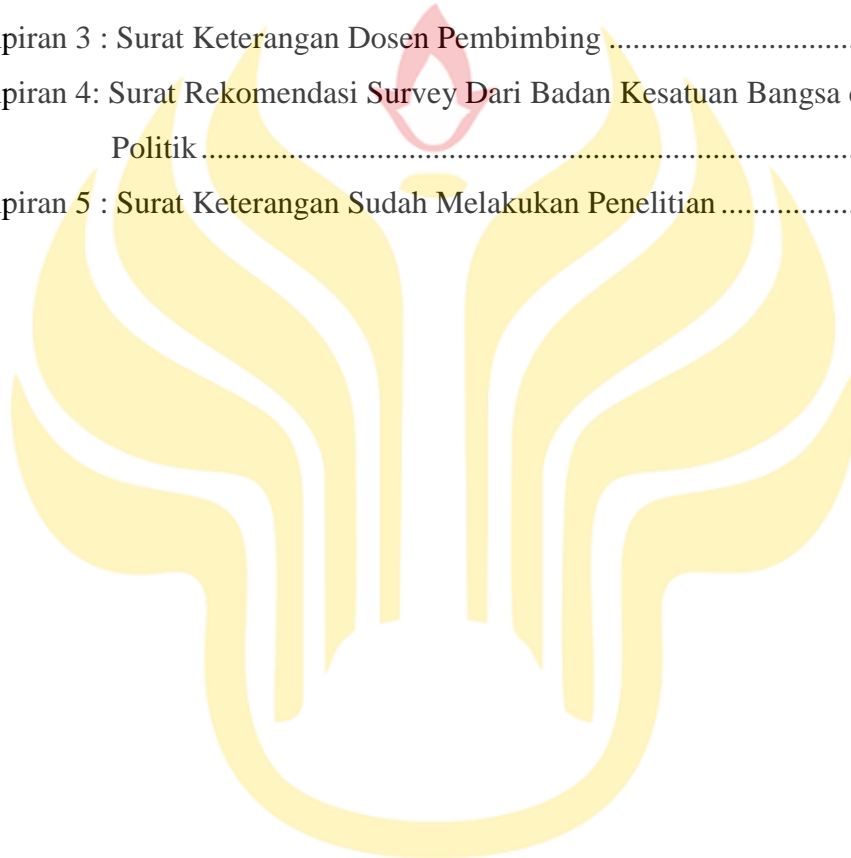 piran 3 : Surat Keterangan Dosen Pembimbing ..............................
piran 4: Surat Rekomendasi Survey Dari Badan Kesatuan Bangsa
Politik ...................................................................................
piran 5 : Surat Keterangan Sudah Melakukan Penelitian ................